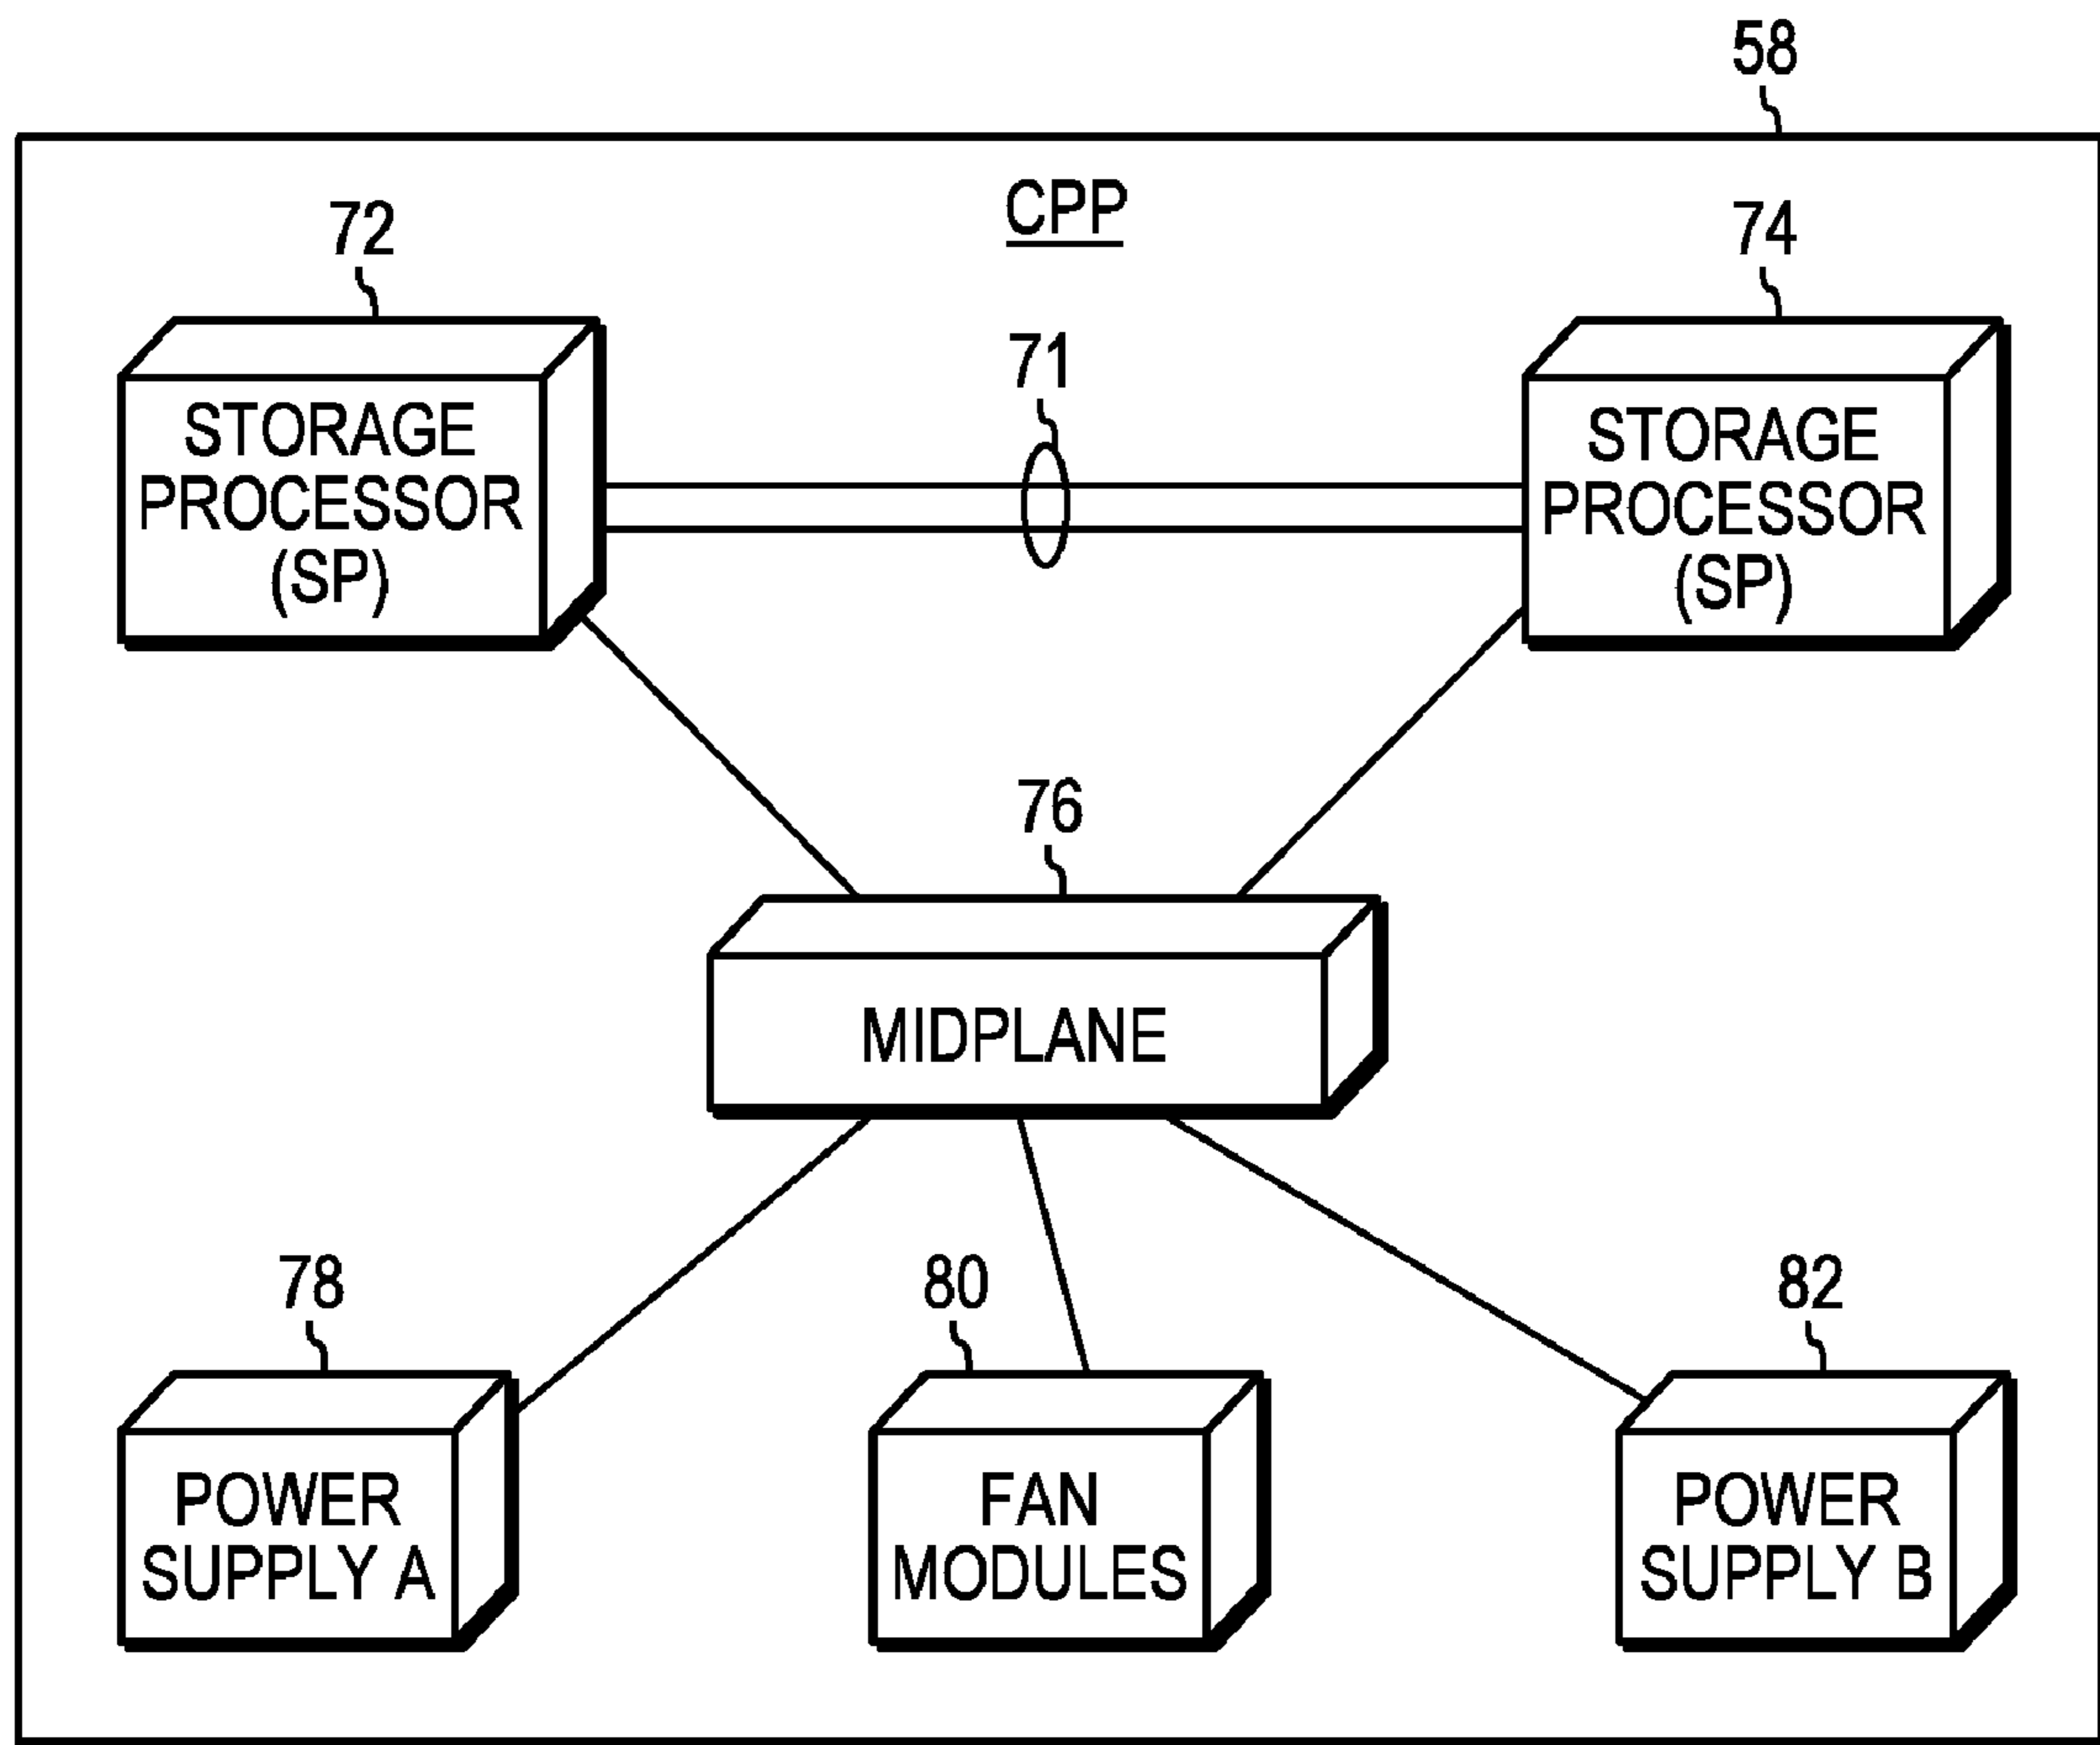 58
CPP
72
74
71
STORAGE
PROCESSOR
(SP)
STORAGE
PROCESSOR
(SP)
76
MIDPLANE
78
80
82
POWER
SUPPLY A
FAN
MODULES
POWER
SUPPLY B